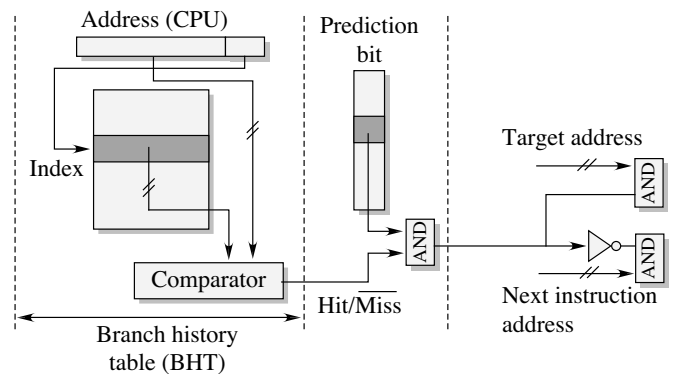 Address (CPU)
Prediction
bit
Index
Target address
AND
AND
AND
Comparator
Hit/M̅i̅s̅s̅
Next instruction
address
Branch history
table (BHT)